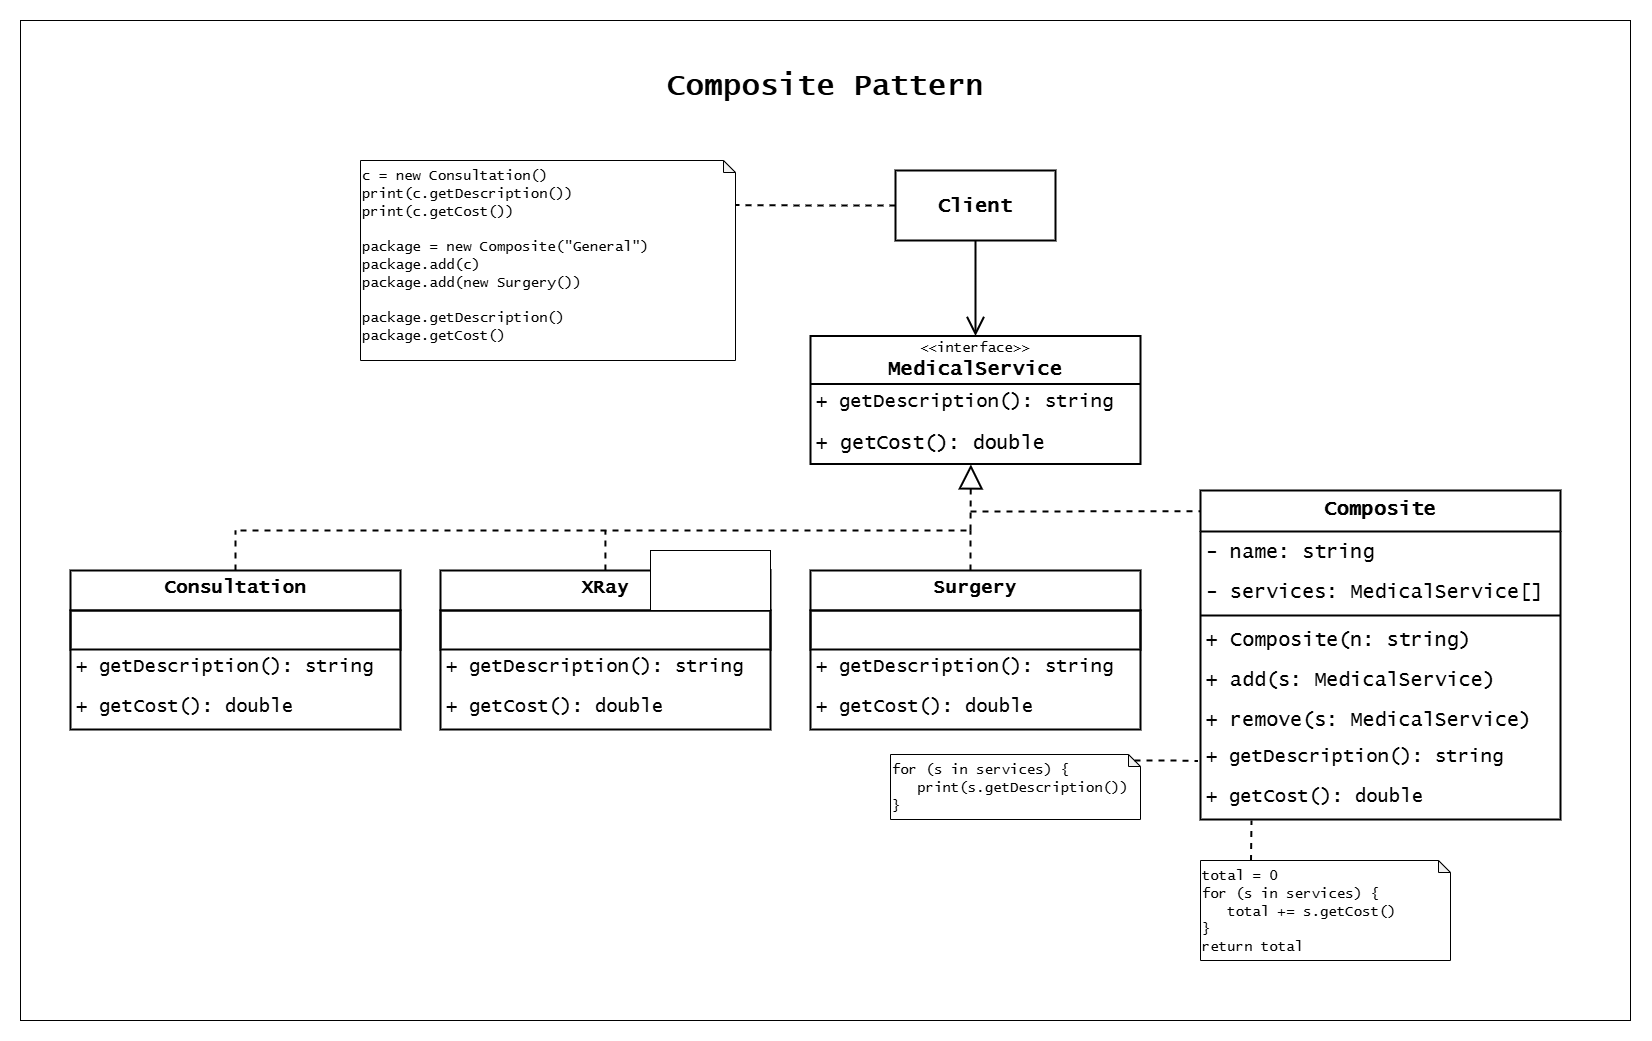 Composite Pattern
c = new Consultation()
print(c.getDescription())
print(c.getCost())
package = new Composite("General")
package.add(c)
package.add(new Surgery())
package.getDescription()
package.getCost()
Client
<<interface>>
MedicalService
+ getDescription(): string
+ getCost(): double
Consultation
+ getDescription(): string
+ getCost(): double
XRay
+ getDescription(): string
+ getCost(): double
Surgery
+ getDescription(): string
+ getCost(): double
Composite
- name: string
- services: MedicalService[]
+ Composite(n: string)
+ add(s: MedicalService)
+ remove(s: MedicalService)
+ getDescription(): string
+ getCost(): double
for (s in services) {
   print(s.getDescription())
}
total = 0
for (s in services) {
   total += s.getCost()
}
return total